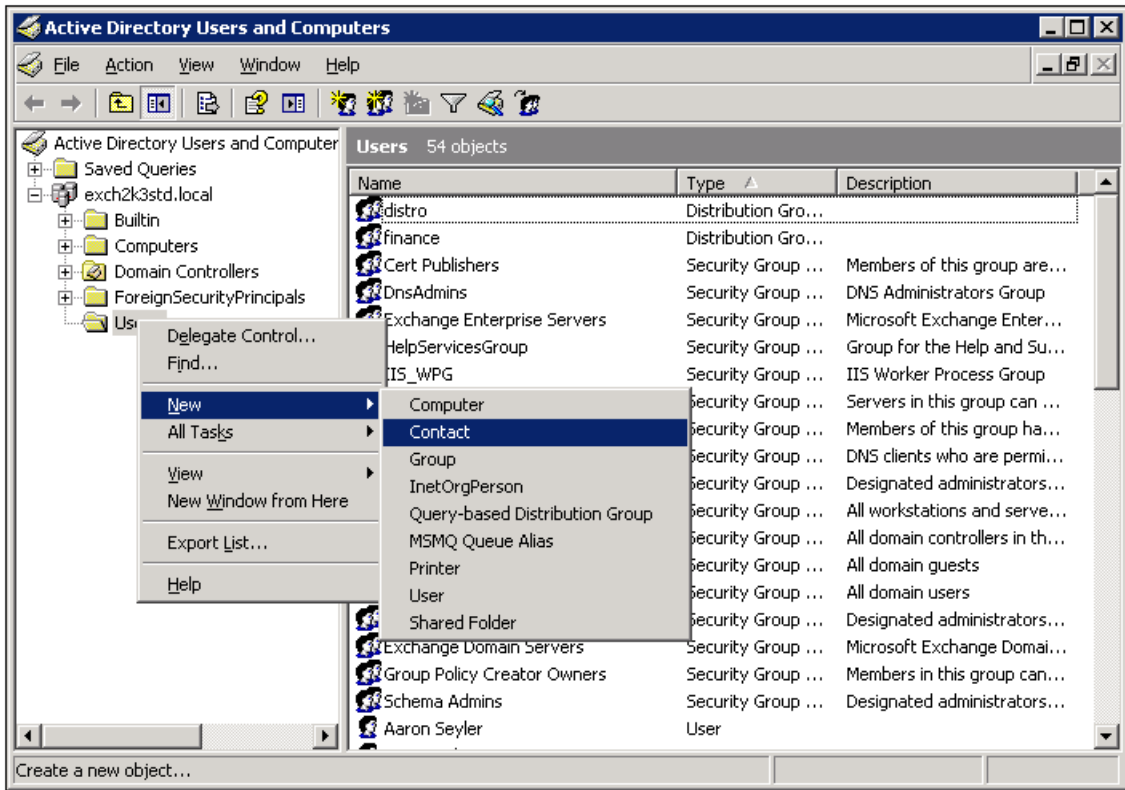 Active Directory Users and Computers
File Action View Window Help
Active Directory Users and Computer
Saved Queries
exch2k3std.local
Builtin
Computers
Domain Controllers
ForeignSecurityPrincipals
Delegate Control...
Find...
New
All Tasks
View
New Window from Here
Export List...
Help
Computer
Contact
Group
InetOrgPerson
Query-based Distribution Group
MSMQ Queue Alias
Printer
User
Shared Folder
Users 54 objects
Name Type Description
distro Distribution Gro...
finance Distribution Gro...
Cert Publishers Security Group ... Members of this group are...
DnsAdmins Security Group ... DNS Administrators Group
Exchange Enterprise Servers Security Group ... Microsoft Exchange Enter...
HelpServicesGroup Security Group ... Group for the Help and Su...
IIS_WPG Security Group ... IIS Worker Process Group
Security Group ... Servers in this group can ...
Security Group ... Members of this group ha...
Security Group ... DNS clients who are permi...
Security Group ... Designated administrators...
Security Group ... All workstations and serve...
Security Group ... All domain controllers in th...
Security Group ... All domain guests
Security Group ... All domain users
Security Group ... Designated administrators...
Exchange Domain Servers Security Group ... Microsoft Exchange Domai...
Group Policy Creator Owners Security Group ... Members in this group can...
Schema Admins Security Group ... Designated administrators...
Aaron Seyler User
Create a new object...